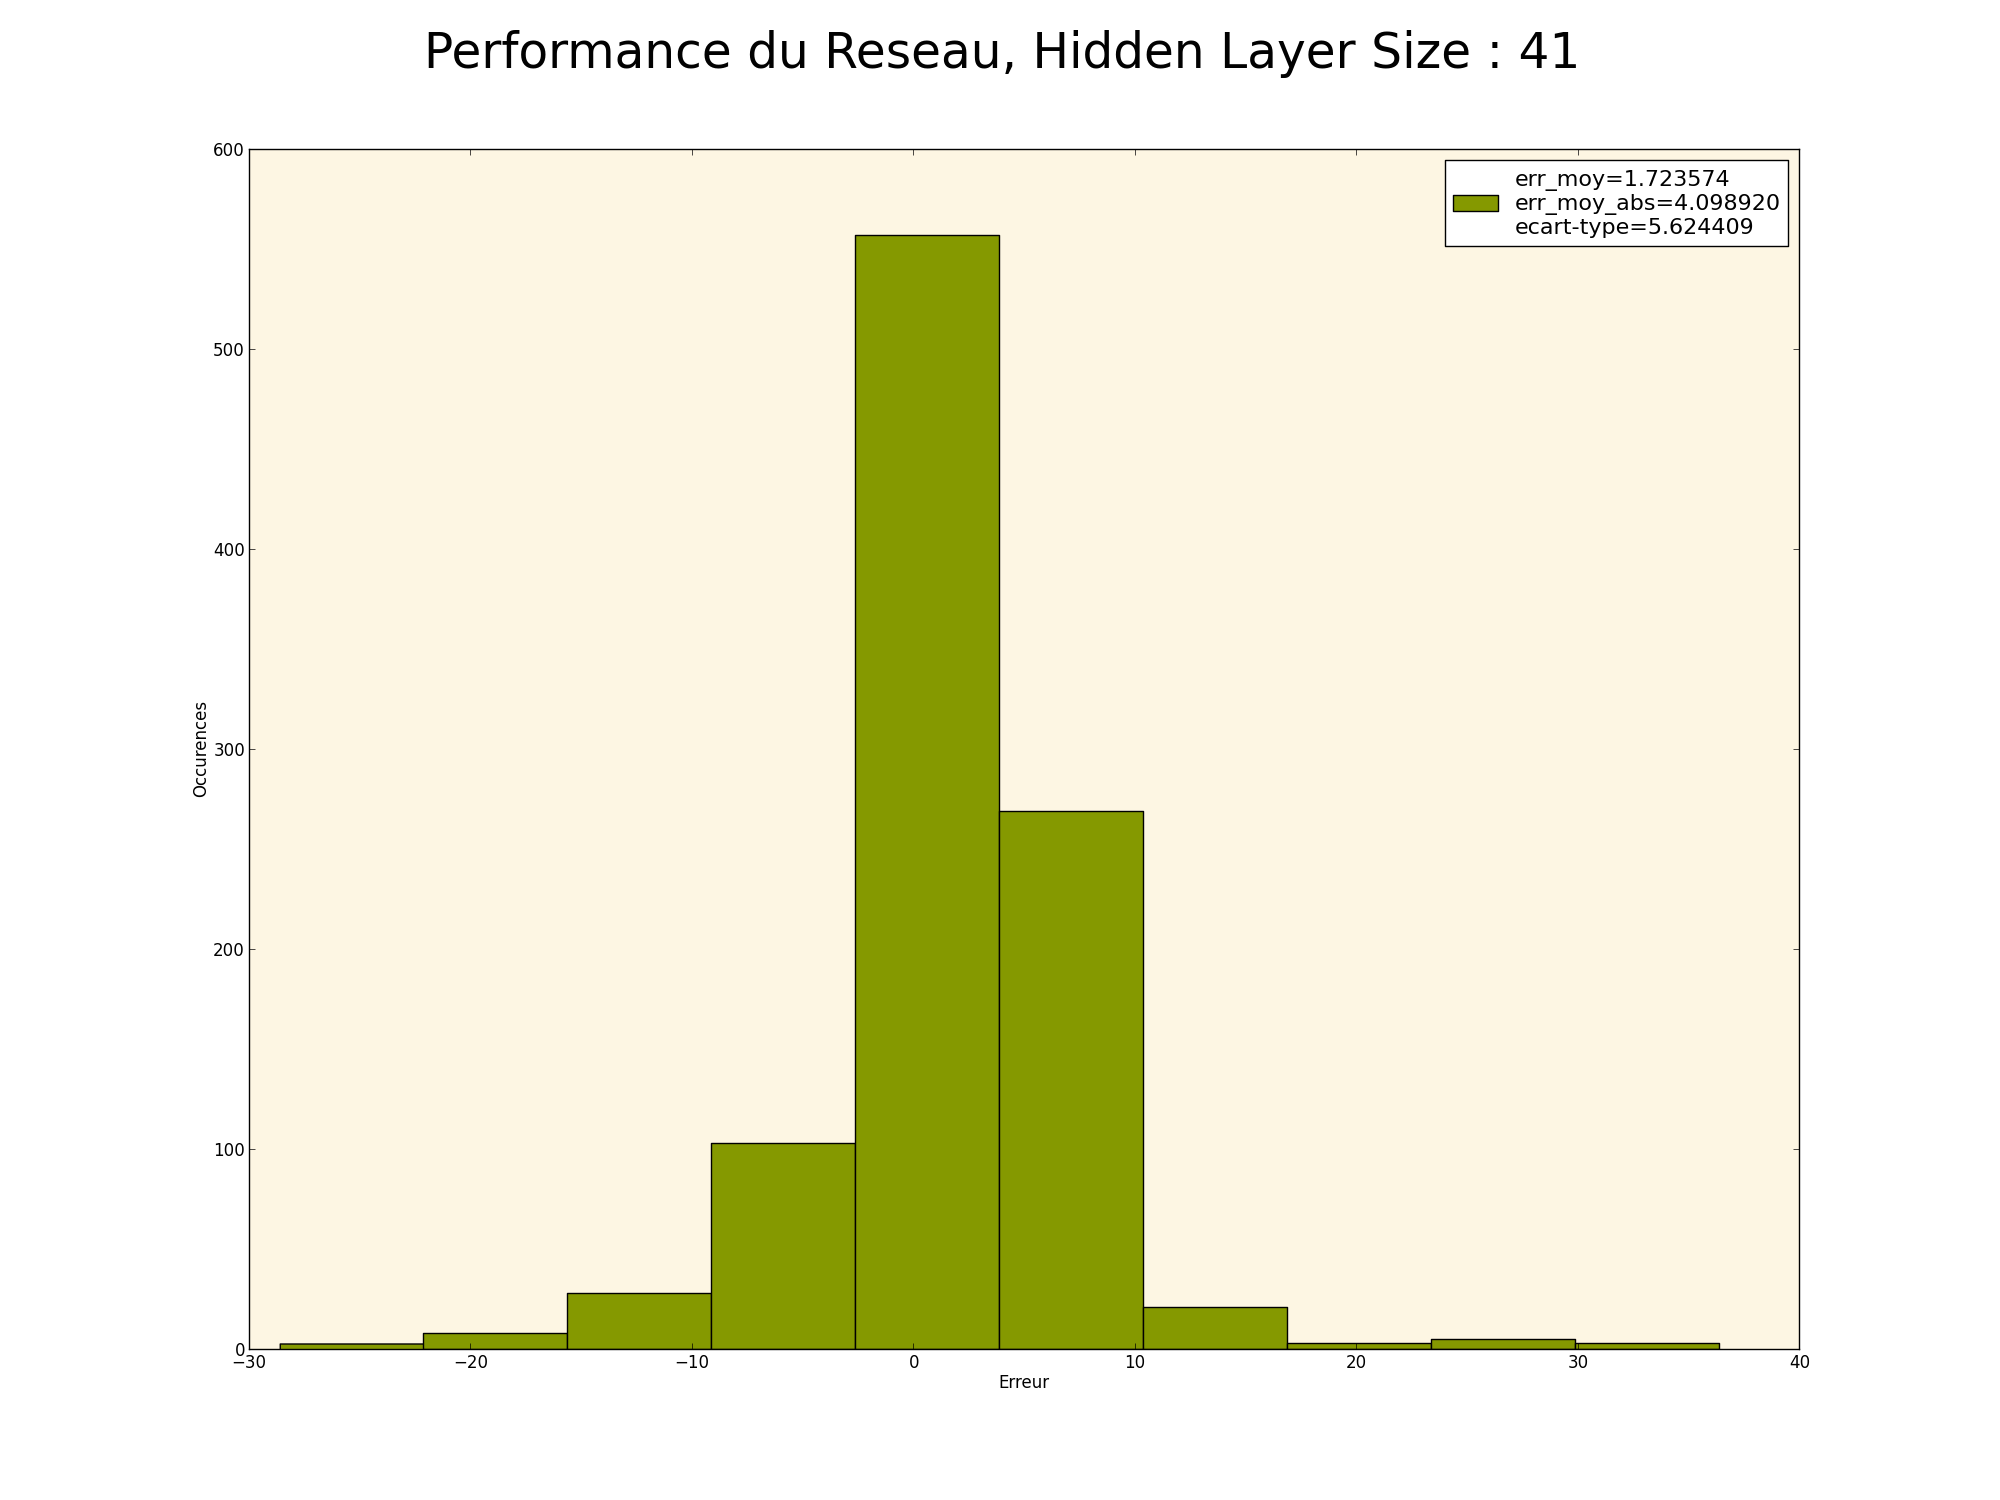 Performance du Reseau, Hidden Layer Size : 41
600
err_moy=1.723574
err_moy_abs=4.098920
ecart-type=5.624409
500
400
Occurences
300
200
100
0
−30 −20 −10 0 10 20 30 40
Erreur